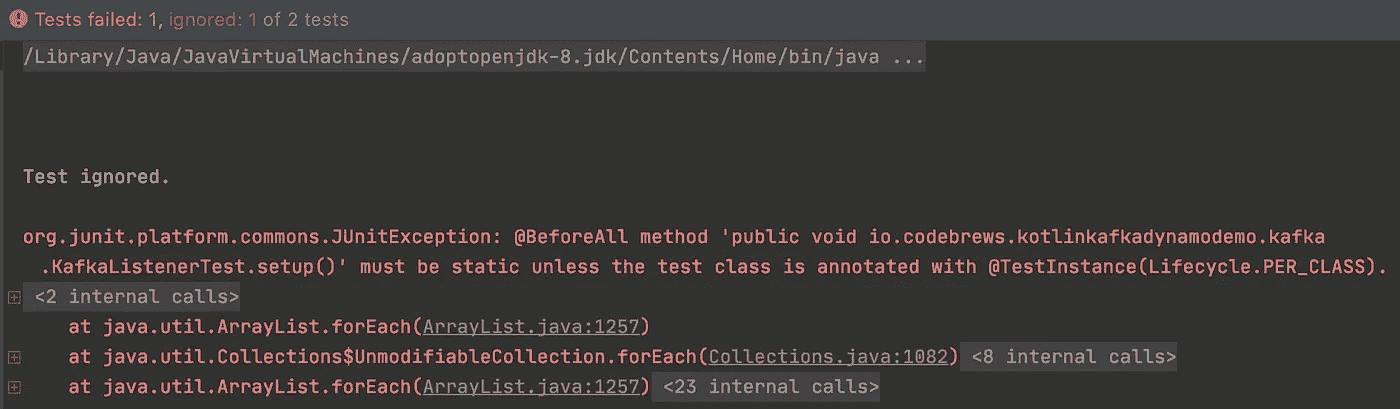 Tests failed: 1, ignored: 1 of 2 tests
/Library/Java/JavaVirtualMachines/adoptopenjdk-8.jdk/Contents/Home/bin/java ...
Test ignored.
org.junit.platform.commons.JUnitException: @BeforeAll method 'public void io.codebrews.kotlinkafkadynamodemo.kafka
.KafkaListenerTest.setup()' must be static unless the test class is annotated with @TestInstance(Lifecycle.PER_CLASS).
<2 internal calls>
at java.util.ArrayList.forEach(ArrayList.java:1257)
at java.util.Collections$UnmodifiableCollection.forEach(Collections.java:1082) <8 internal calls>
at java.util.ArrayList.forEach(ArrayList.java:1257) <23 internal calls>